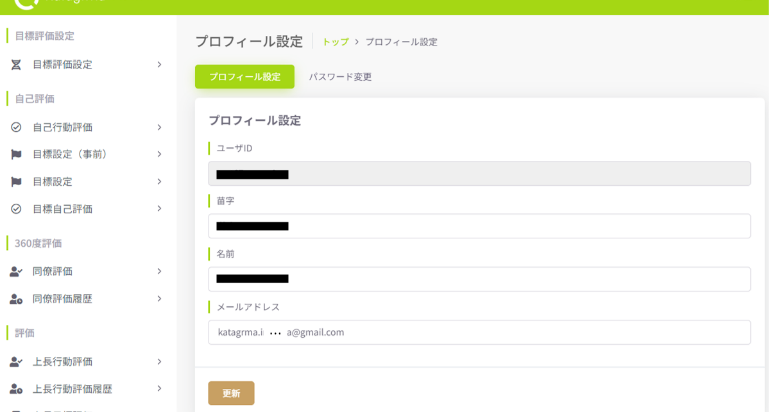 目標評価設定
目標評価設定
自己評価
自己行動評価
目標設定（事前）
目標設定
目標自己評価
360度評価
同僚評価
同僚評価履歴
評価
上長行動評価
上長行動評価履歴
プロフィール設定 トップ > プロフィール設定
プロフィール設定 パスワード変更
プロフィール設定
ユーザID
苗字
名前
メールアドレス
katagrma.i ... a@gmail.com
更新